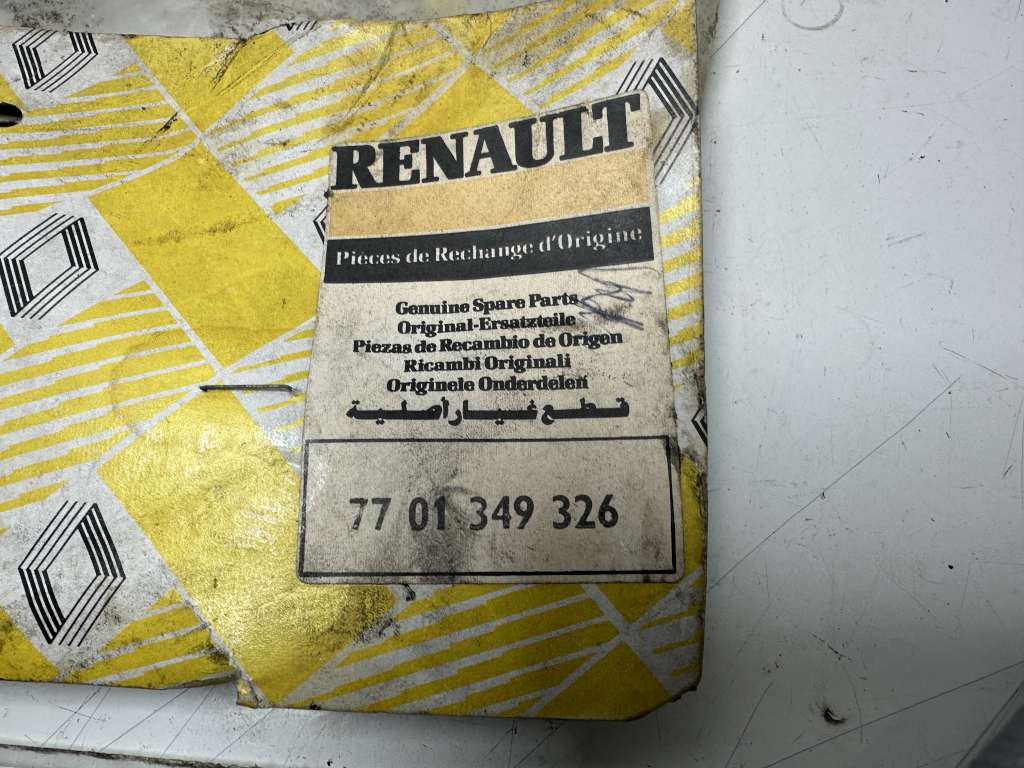 RENAULT
Pièces de Rechange d'Origine
Genuine Spare Parts
Original-Ersatzteile
Piezas de Recambio de Origen
Ricambi Originali
Originele Onderdelen
قطع غيار أصلية
77 01 349 326